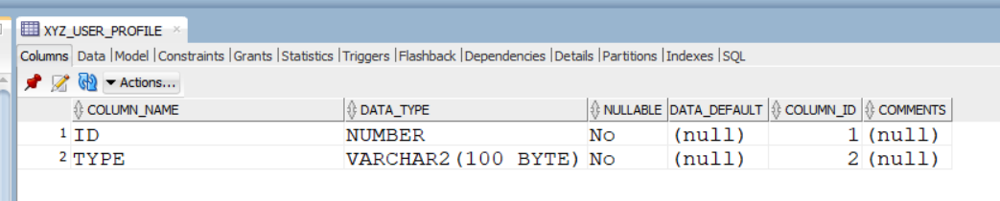 XYZ_USER_PROFILE
Columns Data |Model |Constraints |Grants |Statistics |Triggers |Flashback |Dependencies |Details |Partitions |Indexes |SQL
Actions...
COLUMN_NAME DATA_TYPE NULLABLE DATA_DEFAULT COLUMN_ID COMMENTS
1 ID NUMBER No (null) 1 (null)
2 TYPE VARCHAR2(100 BYTE) No (null) 2 (null)